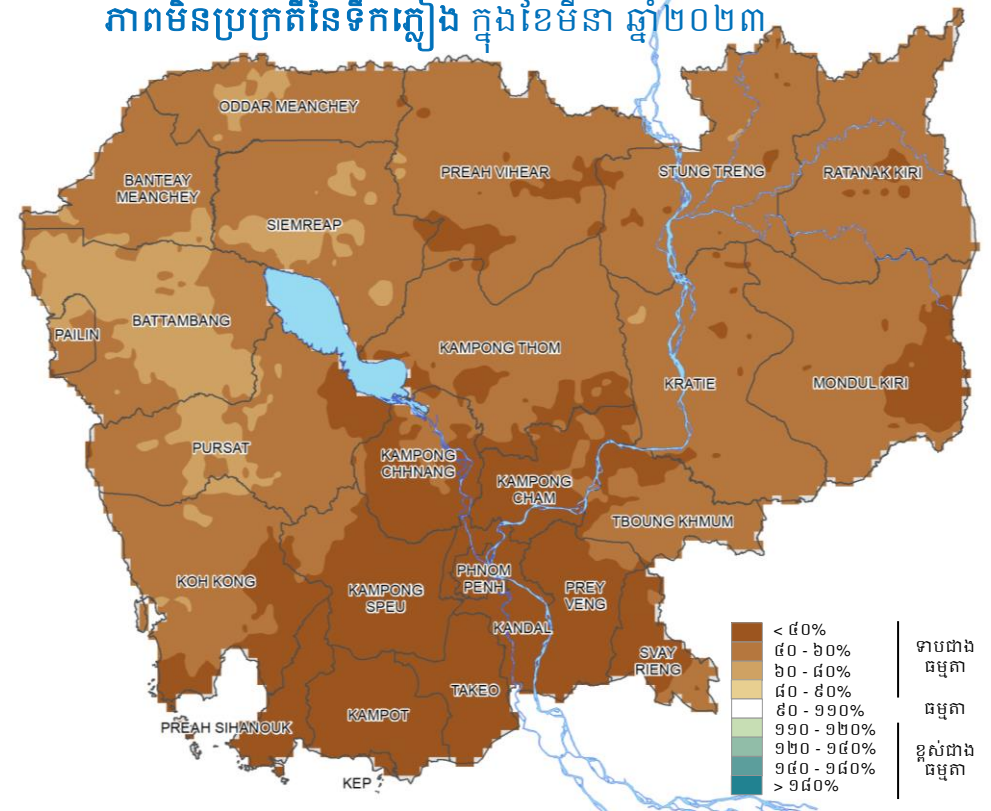 ភាពមិនប្រក្រតីនៃទឹកភ្លៀង ក្នុងខែមីនា ឆ្នាំ២០២៣
ODDAR MEANCHEY
PREAH VIHEAR
STUNG TRENG
RATANAK KIRI
BANTEAY
MEANCHEY
SIEMREAP
BATTAMBANG
PAILIN
KAMPONG THOM
KRATIE
MONDUL KIRI
PURSAT
KAMPONG
CHHNANG
KAMPONG
CHAM
TBOUNG KHMUM
KOH KONG
KAMPONG
SPEU
PHNOM
PENH
PREY
VENG
KANDAL
SVAY
RIENG
TAKEO
KAMPOT
PREAH SIHANOUK
KEP
< ៤០%
៤០ - ៦០%
៦០ - ៨០%
៨០ - ៩០%
៩០ - ១១០%
១១០ - ១២០%
១២០ - ១៤០%
១៤០ - ១៨០%
> ១៨០%
ទាបជាង
ធម្មតា
ធម្មតា
ខ្ពស់ជាង
ធម្មតា